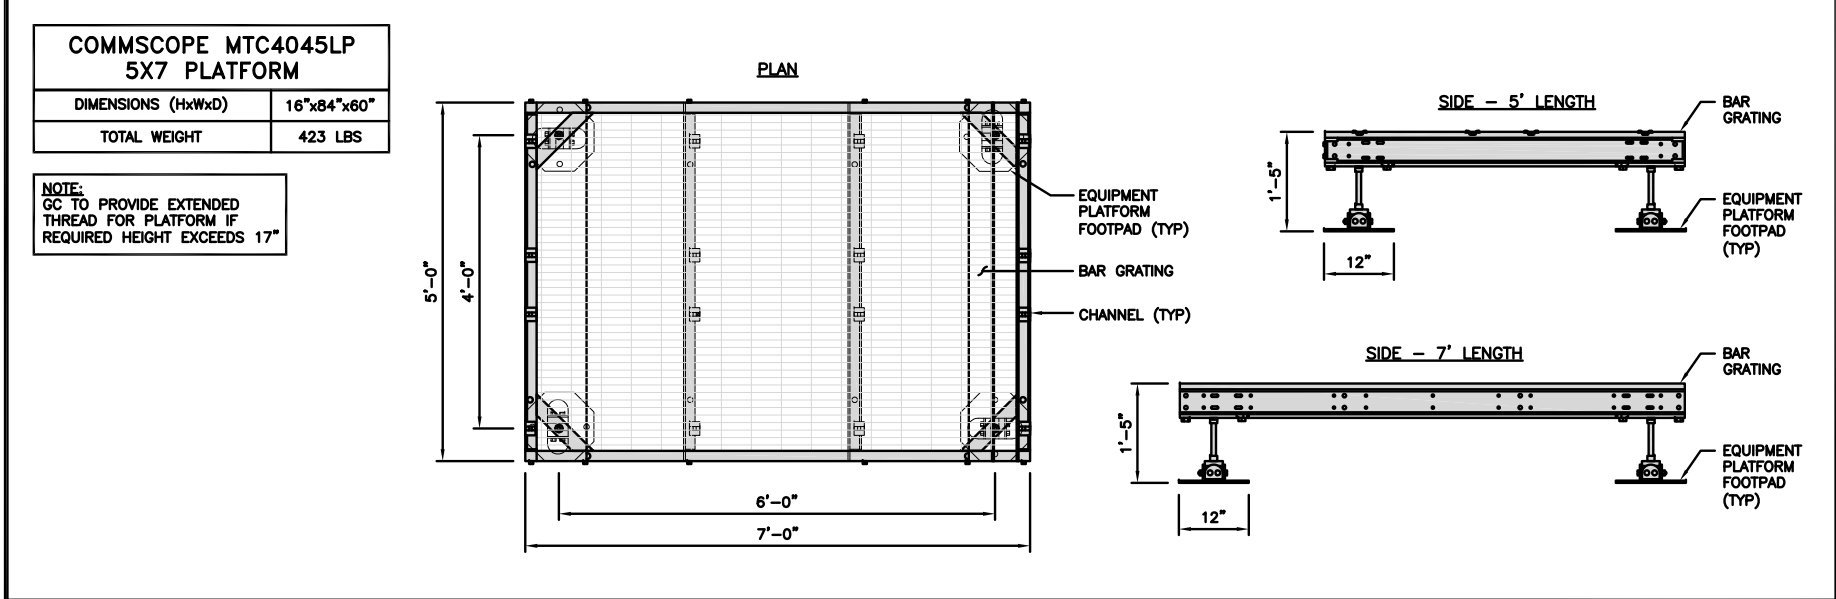 COMMSCOPE MTC4045LP
5X7 PLATFORM
DIMENSIONS (HxWxD) 16"x84"x60"
TOTAL WEIGHT 423 LBS
NOTE:
GC TO PROVIDE EXTENDED
THREAD FOR PLATFORM IF
REQUIRED HEIGHT EXCEEDS 17"
PLAN
5'-0"
4'-0"
6'-0"
7'-0"
EQUIPMENT
PLATFORM
FOOTPAD (TYP)
BAR GRATING
CHANNEL (TYP)
SIDE - 5' LENGTH
BAR
GRATING
1'-5"
EQUIPMENT
PLATFORM
FOOTPAD
(TYP)
12"
SIDE - 7' LENGTH
BAR
GRATING
1'-5"
EQUIPMENT
PLATFORM
FOOTPAD
(TYP)
12"